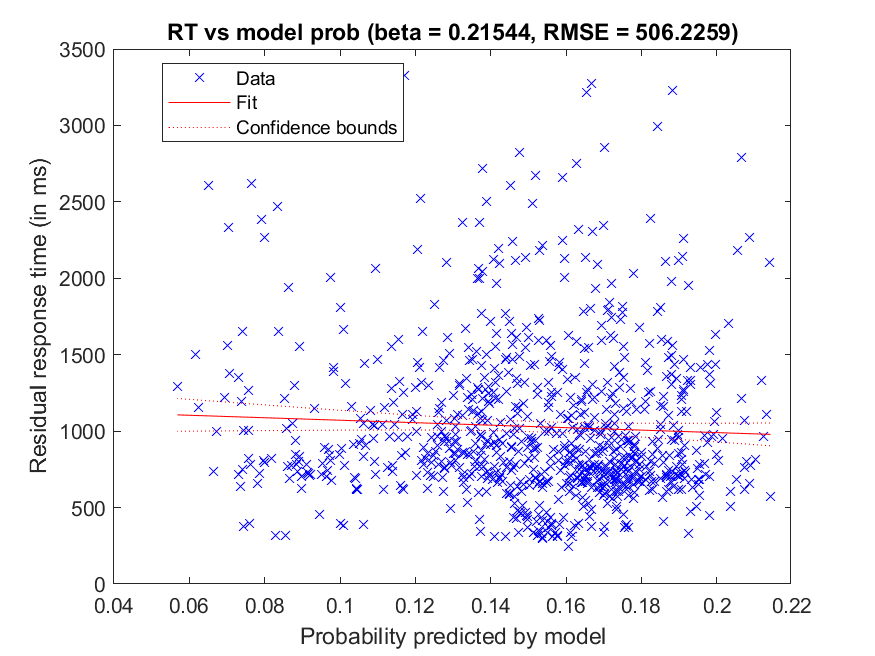 RT vs model prob (beta = 0.21544, RMSE = 506.2259)
Data
Fit
Confidence bounds
Residual response time (in ms)
3500
3000
2500
2000
1500
1000
500
0
0.04 0.06 0.08 0.1 0.12 0.14 0.16 0.18 0.2 0.22
Probability predicted by model